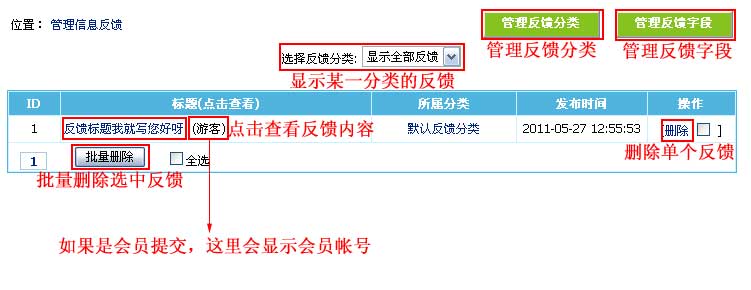 位置： 管理信息反馈
管理反馈分类 管理反馈字段
管理反馈分类 管理反馈字段
选择反馈分类: 显示全部反馈
显示某一分类的反馈
ID 标题(点击查看) 所属分类 发布时间 操作
1 反馈标题我就写您好呀 (游客) 点击查看反馈内容 默认反馈分类 2011-05-27 12:55:53 [删除 ]
删除单个反馈
1 批量删除 全选
批量删除选中反馈
如果是会员提交，这里会显示会员帐号